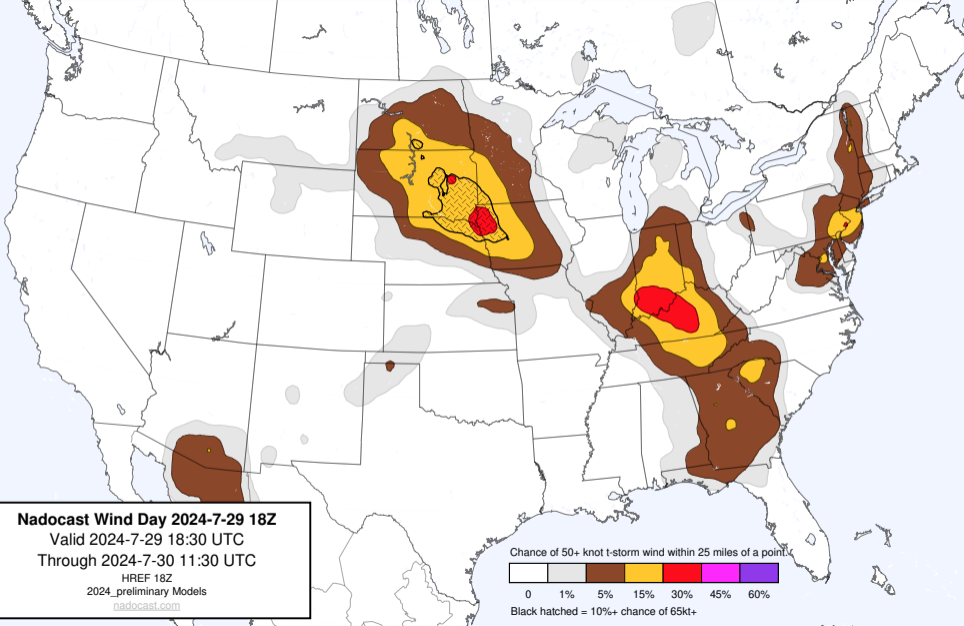 Nadocast Wind Day 2024-7-29 18Z
Valid 2024-7-29 18:30 UTC
Through 2024-7-30 11:30 UTC
HREF 18Z
2024_preliminary Models
nadocast.com
Chance of 50+ knot t-storm wind within 25 miles of a point.
0 1% 5% 15% 30% 45% 60%
Black hatched = 10%+ chance of 65kt+